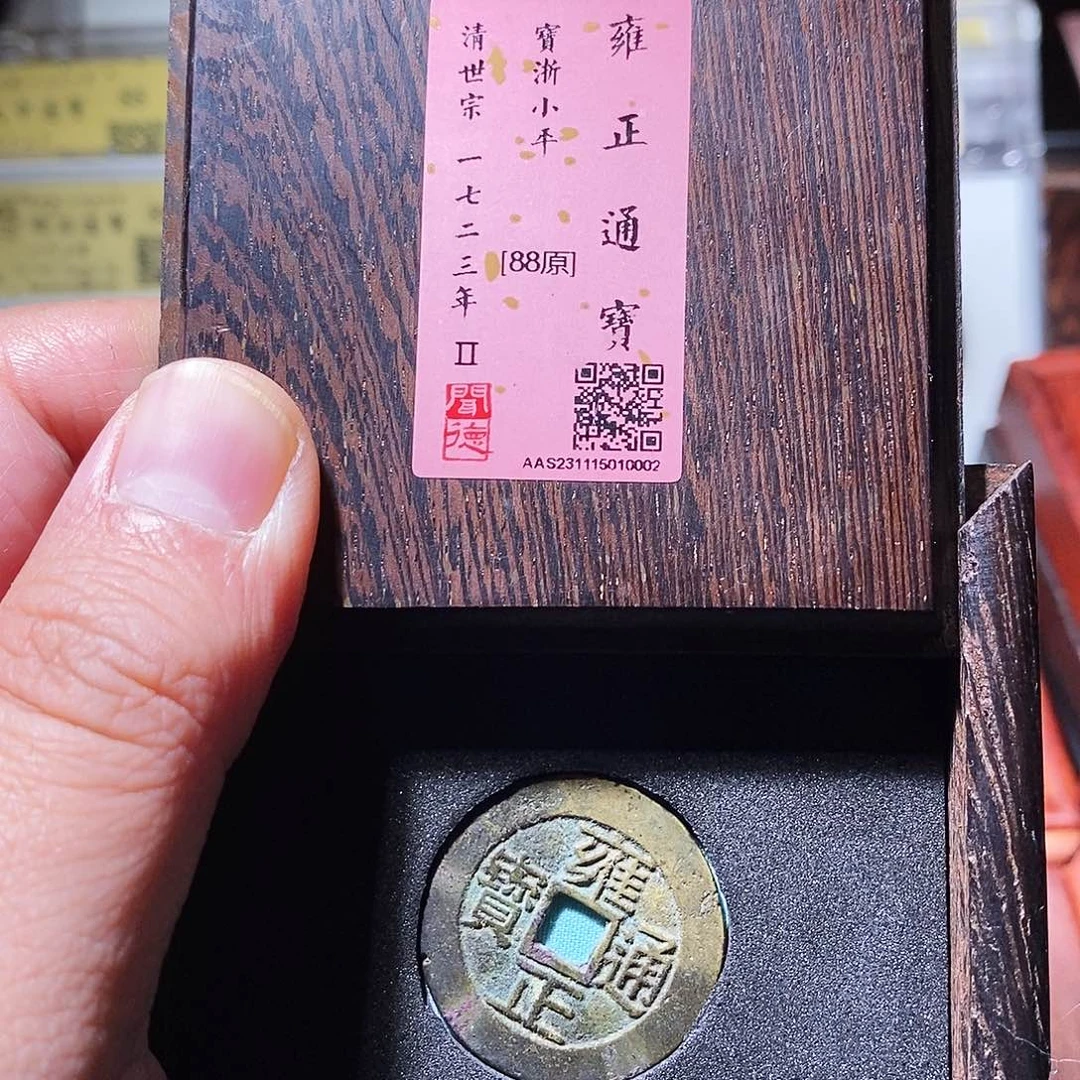 雍正通寶
寶浙小平
[88原]
清世宗 一七二三年 II
聞德
AAS231115010002
雍正通寶